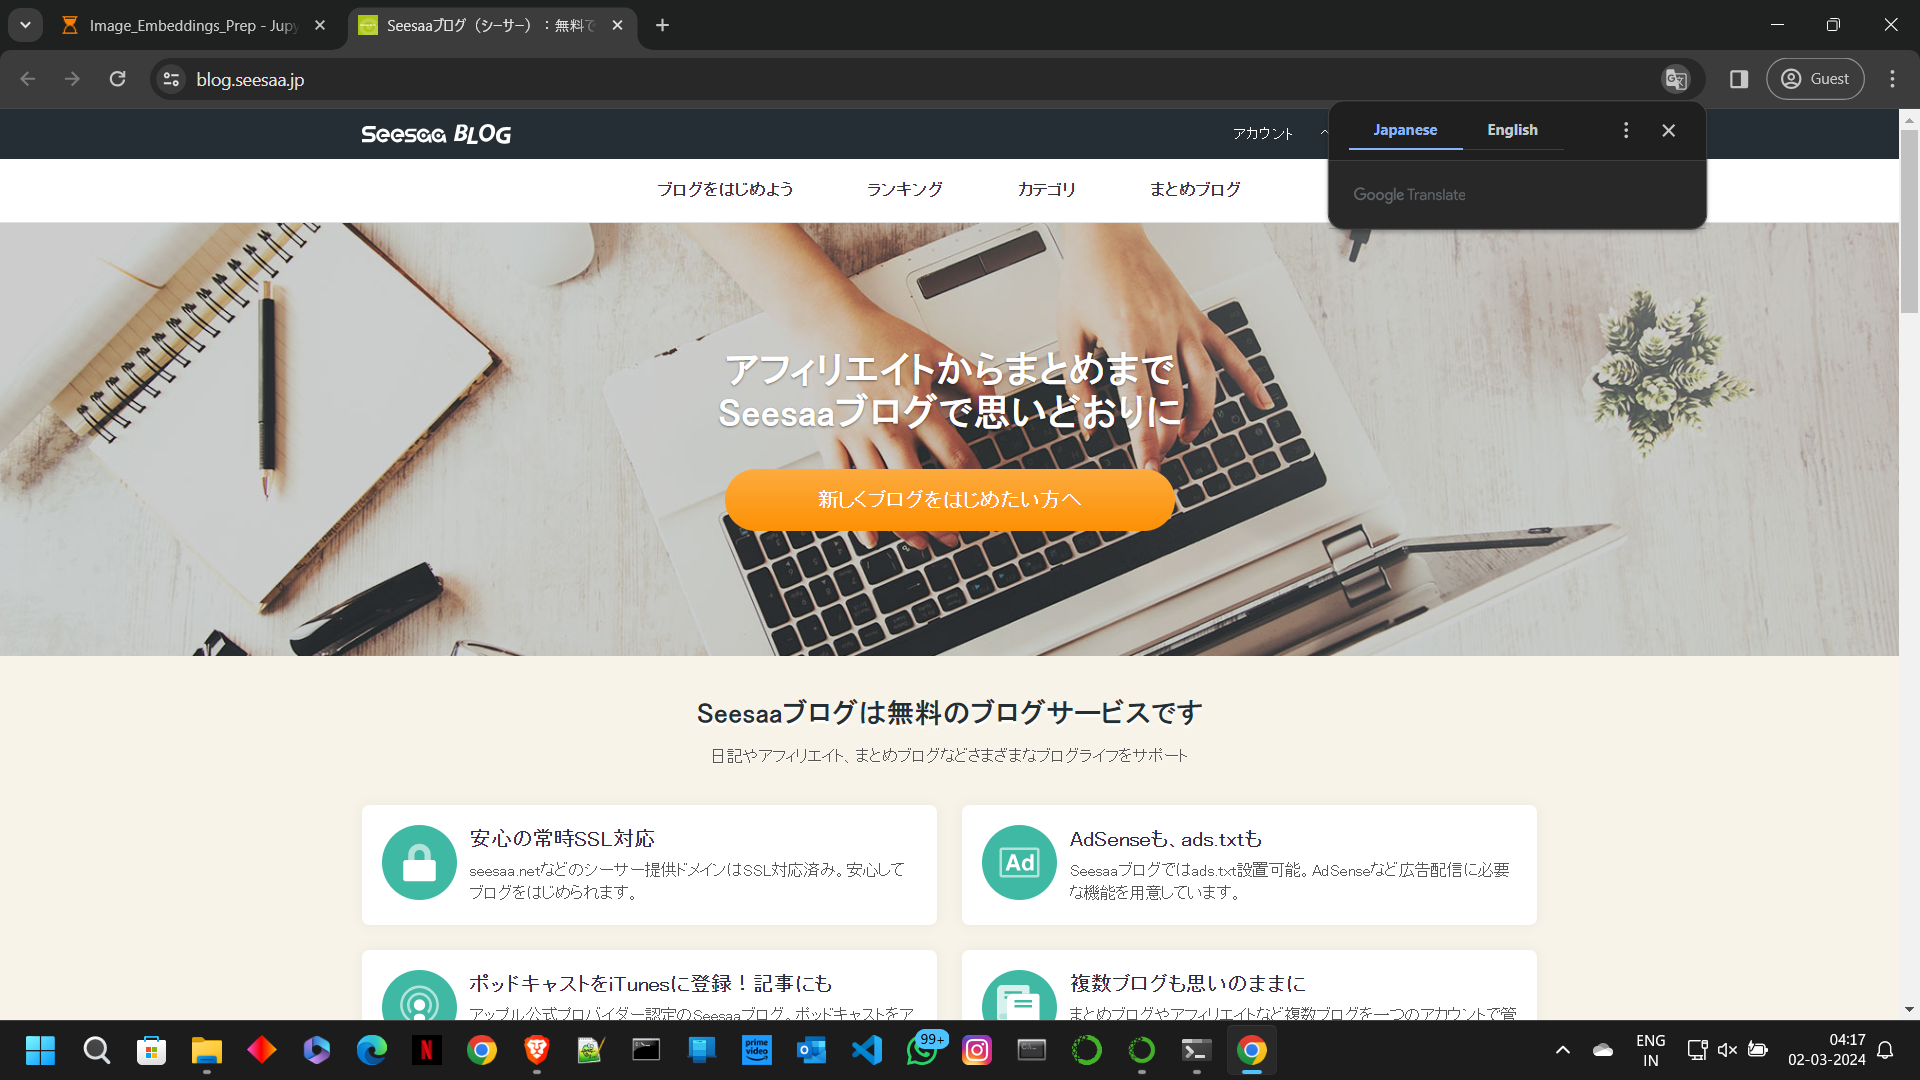 Image_Embeddings_Prep - Jupy
Seesaaブログ（シーサー）：無料で
blog.seesaa.jp
Guest
Seesaa BLOG
アカウント
Japanese
English
Google Translate
ブログをはじめよう
ランキング
カテゴリ
まとめブログ
アフィリエイトからまとめまで
Seesaaブログで思いどおりに
新しくブログをはじめたい方へ
Seesaaブログは無料のブログサービスです
日記やアフィリエイト、まとめブログなどさまざまなブログライフをサポート
安心の常時SSL対応
seesaa.netなどのシーサー提供ドメインはSSL対応済み。安心して
ブログをはじめられます。
Ad
AdSenseも、ads.txtも
Seesaaブログではads.txt設置可能。AdSenseなど広告配信に必要
な機能を用意しています。
ポッドキャストをiTunesに登録！記事にも
アップル公式プロバイダー認定のSeesaaブログ。ポッドキャストをア
複数ブログも思いのままに
まとめブログやアフィリエイトなど複数ブログを一つのアカウントで管
prime video
99+
ENG
IN
04:17
02-03-2024